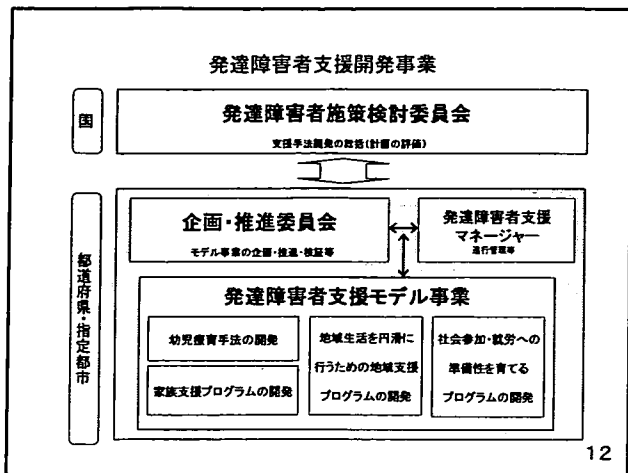 発達障害者支援開発事業
国
発達障害者施策検討委員会
支援手法開発の総括(計画の評価)
都道府県・指定都市
企画・推進委員会
モデル事業の企画・推進・検証等
発達障害者支援
マネージャー
進行管理等
発達障害者支援モデル事業
幼児療育手法の開発
家族支援プログラムの開発
地域生活を円滑に
行うための地域支援
プログラムの開発
社会参加・就労への
準備性を育てる
プログラムの開発
12